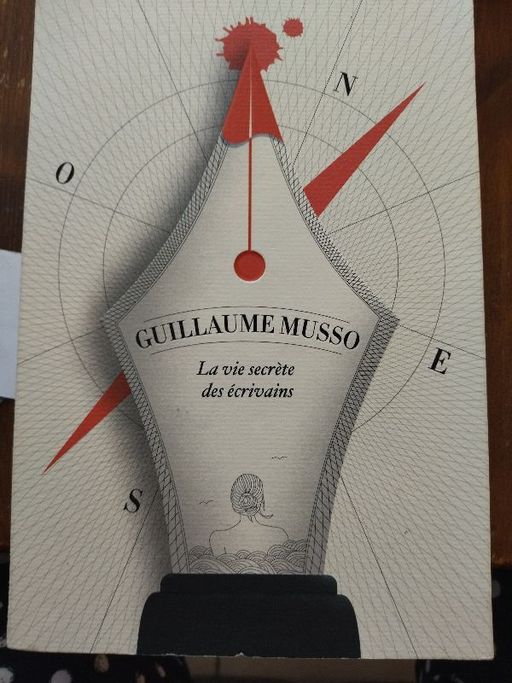 N
O
GUILLAUME MUSSO
La vie secrète
des écrivains
E
S